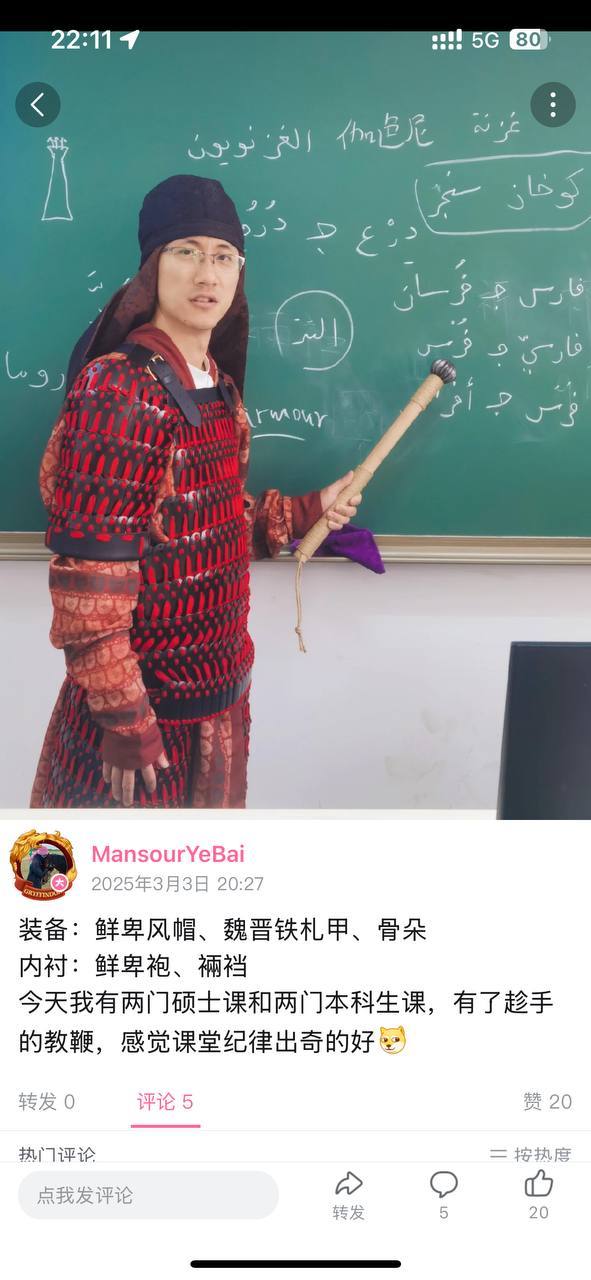 22:11
5G
80
غزنة
伽色尼
الغزنويون
كوخان سنجر
درع ج دُرُو
فارس ج فُرسان
فارسيّ ج فُرْس
فَرَس ج أفر
روما
armour
GRYFFINDOR
MansourYeBai
2025年3月3日 20:27
装备：鲜卑风帽、魏晋铁札甲、骨朵
内衬：鲜卑袍、裲裆
今天我有两门硕士课和两门本科生课，有了趁手
的教鞭，感觉课堂纪律出奇的好
转发 0
评论 5
赞 20
热门评论
按热度
点我发评论
转发
5
20